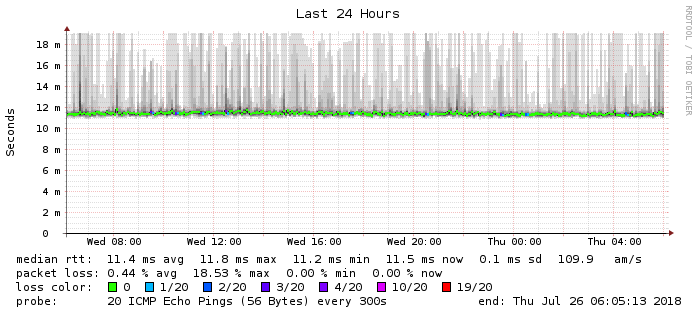 Last 24 Hours
RRDTOOL / TOBI OETIKER
Seconds
18 m
16 m
14 m
12 m
10 m
8 m
6 m
4 m
2 m
0
Wed 08:00 Wed 12:00 Wed 16:00 Wed 20:00 Thu 00:00 Thu 04:00
median rtt: 11.4 ms avg 11.8 ms max 11.2 ms min 11.5 ms now 0.1 ms sd 109.9 am/s
packet loss: 0.44 % avg 18.53 % max 0.00 % min 0.00 % now
loss color: 0 1/20 2/20 3/20 4/20 10/20 19/20
probe: 20 ICMP Echo Pings (56 Bytes) every 300s end: Thu Jul 26 06:05:13 2018